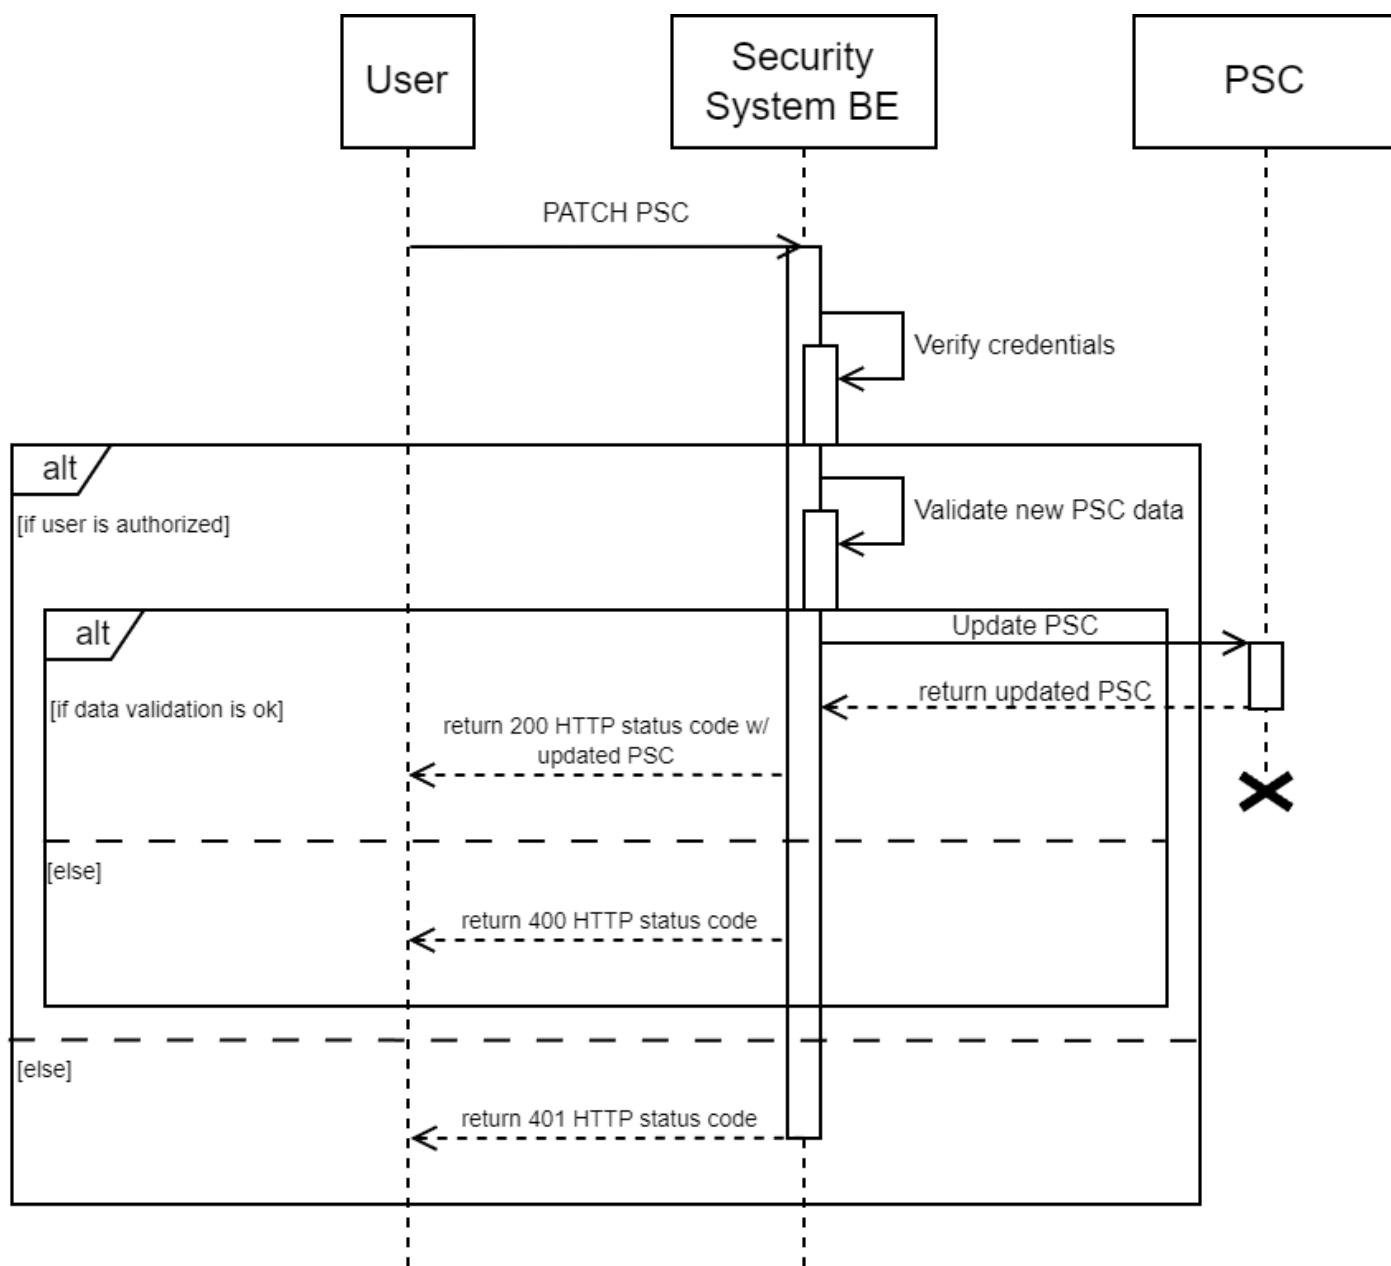 User
Security
System BE
PSC
PATCH PSC
Verify credentials
alt
[if user is authorized]
Validate new PSC data
alt
Update PSC
[if data validation is ok]
return updated PSC
return 200 HTTP status code w/
updated PSC
[else]
return 400 HTTP status code
[else]
return 401 HTTP status code